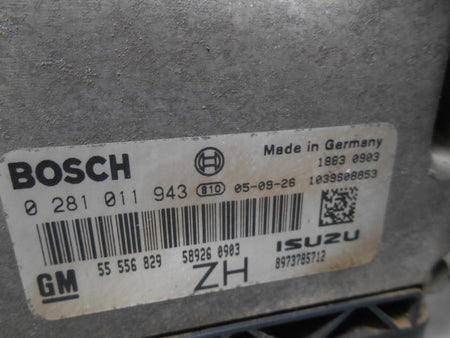 BOSCH
Made in Germany
1883 0903
0 281 011 943 810 05-09-26 1039S08853
55 556 829 58926 0903 ISUZU
GM ZH 8973785712